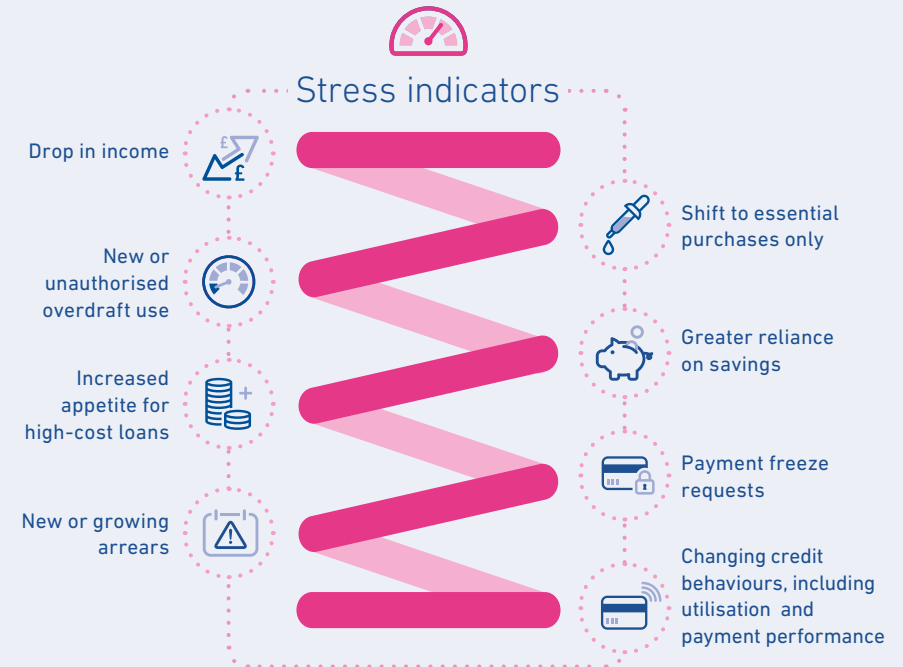 Stress indicators
Drop in income
£
£
Shift to essential
purchases only
New or
unauthorised
overdraft use
Greater reliance
on savings
Increased
appetite for
high-cost loans
Payment freeze
requests
New or growing
arrears
Changing credit
behaviours, including
utilisation and
payment performance